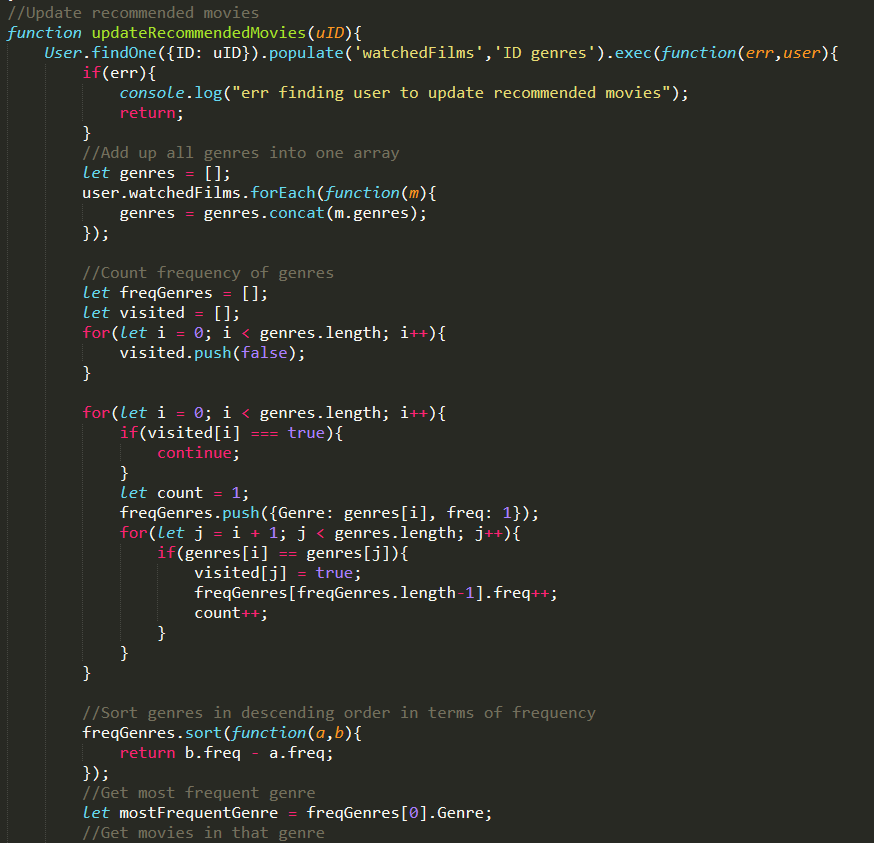 //Update recommended movies
function updateRecommendedMovies(uID){
    User.findOne({ID: uID}).populate('watchedFilms','ID genres').exec(function(err,user){
        if(err){
            console.log("err finding user to update recommended movies");
            return;
        }
        //Add up all genres into one array
        let genres = [];
        user.watchedFilms.forEach(function(m){
            genres = genres.concat(m.genres);
        });

        //Count frequency of genres
        let freqGenres = [];
        let visited = [];
        for(let i = 0; i < genres.length; i++){
            visited.push(false);
        }

        for(let i = 0; i < genres.length; i++){
            if(visited[i] === true){
                continue;
            }
            let count = 1;
            freqGenres.push({Genre: genres[i], freq: 1});
            for(let j = i + 1; j < genres.length; j++){
                if(genres[i] == genres[j]){
                    visited[j] = true;
                    freqGenres[freqGenres.length-1].freq++;
                    count++;
                }
            }
        }

        //Sort genres in descending order in terms of frequency
        freqGenres.sort(function(a,b){
            return b.freq - a.freq;
        });
        //Get most frequent genre
        let mostFrequentGenre = freqGenres[0].Genre;
        //Get movies in that genre